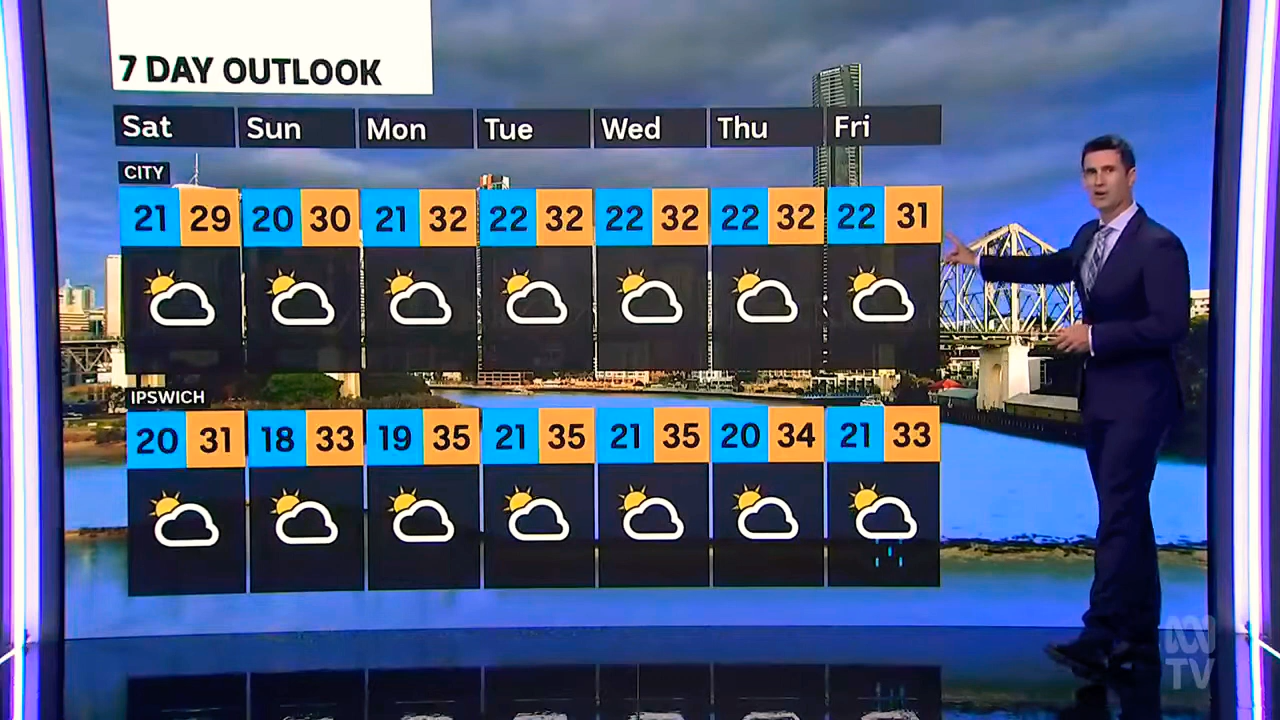 7 DAY OUTLOOK
Sat Sun Mon Tue Wed Thu Fri
CITY
21 29 20 30 21 32 22 32 22 32 22 32 22 31
IPSWICH
20 31 18 33 19 35 21 35 21 35 20 34 21 33
TV